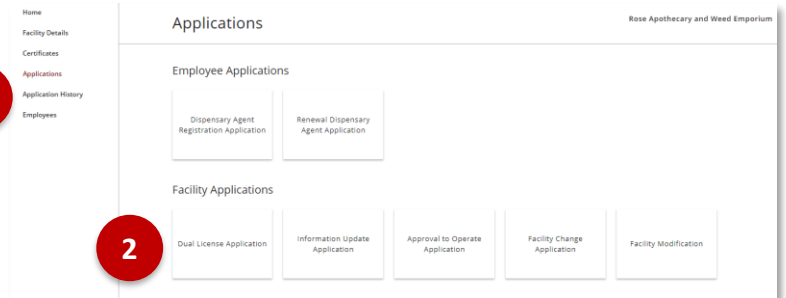 Home
Facility Details
Certificates
Applications
Application History
Employees
Applications
Rose Apothecary and Weed Emporium
Employee Applications
Dispensary Agent
Registration Application
Renewal Dispensary
Agent Application
Facility Applications
2
Dual License Application
Information Update
Application
Approval to Operate
Application
Facility Change
Application
Facility Modification